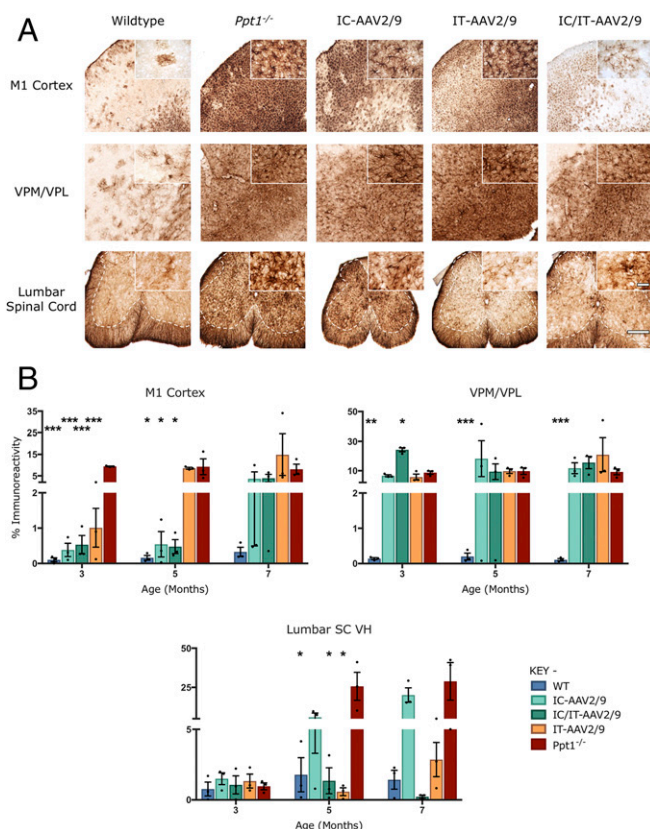 A
Wildtype Ppt1-/- IC-AAV2/9 IT-AAV2/9 IC/IT-AAV2/9
M1 Cortex
VPM/VPL
Lumbar
Spinal Cord
B
M1 Cortex
% Immunoreactivity
35
25
15
5
2
1
0
*** *** *** ***
* * *
3 5 7
Age (Months)
VPM/VPL
50
30
10
2
1
0
** * *** ***
3 5 7
Age (Months)
Lumbar SC VH
50
25
5
0
* * *
3 5 7
Age (Months)
KEY -
WT
IC-AAV2/9
IC/IT-AAV2/9
IT-AAV2/9
Ppt1-/-